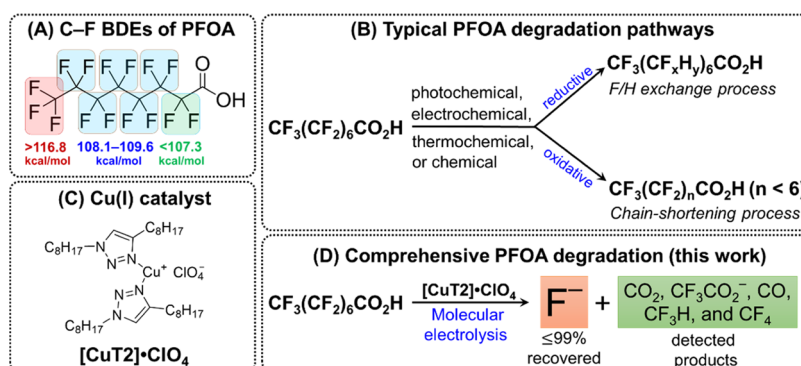 (A) C–F BDEs of PFOA
F F F F F F
F
F
F
F F F F F F
O
OH
>116.8 108.1–109.6 <107.3
kcal/mol kcal/mol kcal/mol
(B) Typical PFOA degradation pathways
CF₃(CF₂)₆CO₂H
photochemical,
electrochemical,
thermochemical,
or chemical
reductive
oxidative
CF₃(CFₓHᵧ)₆CO₂H
F/H exchange process
CF₃(CF₂)ₙCO₂H (n < 6)
Chain-shortening process
(C) Cu(I) catalyst
C₈H₁₇
C₈H₁₇–N
N=N
Cu⁺ ClO₄⁻
N=N
N
C₈H₁₇
C₈H₁₇
[CuT2]•ClO₄
(D) Comprehensive PFOA degradation (this work)
CF₃(CF₂)₆CO₂H
[CuT2]•ClO₄
Molecular
electrolysis
F⁻
≤99%
recovered
+
CO₂, CF₃CO₂⁻, CO,
CF₃H, and CF₄
detected
products